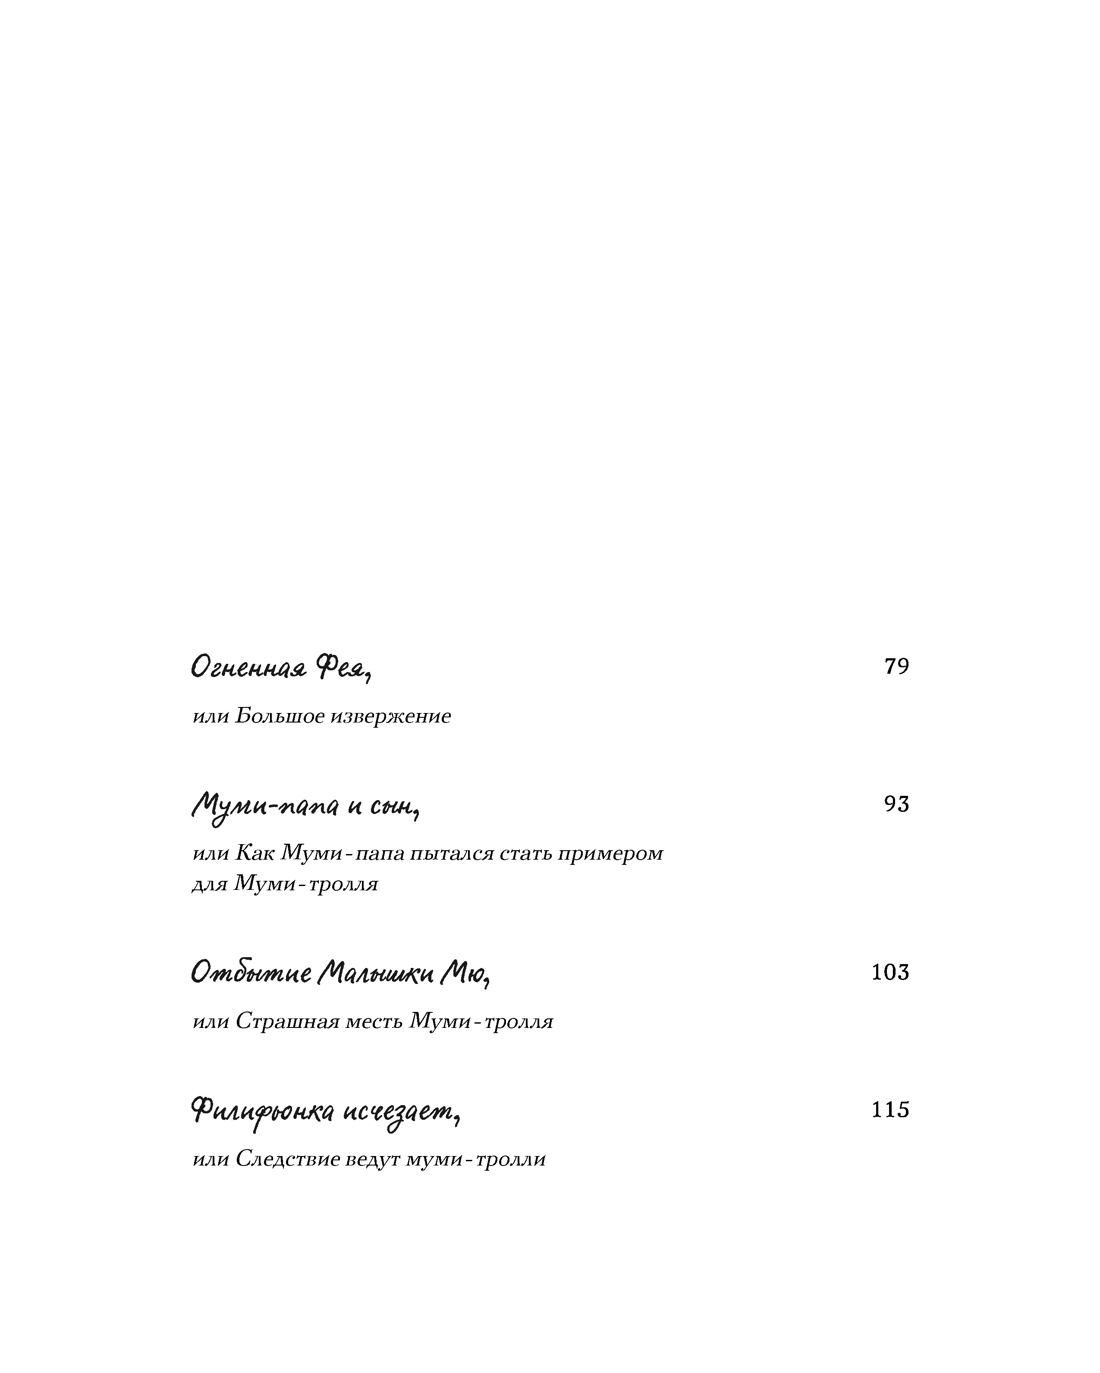 Огненная Фея,
79
или Большое извержение
Муми-папа и сын,
93
или Как Муми-папа пытался стать примером
для Муми-тролля
Отбытие Малышки Мю,
103
или Страшная месть Муми-тролля
Филифьонка исчезает,
115
или Следствие ведут муми-тролли